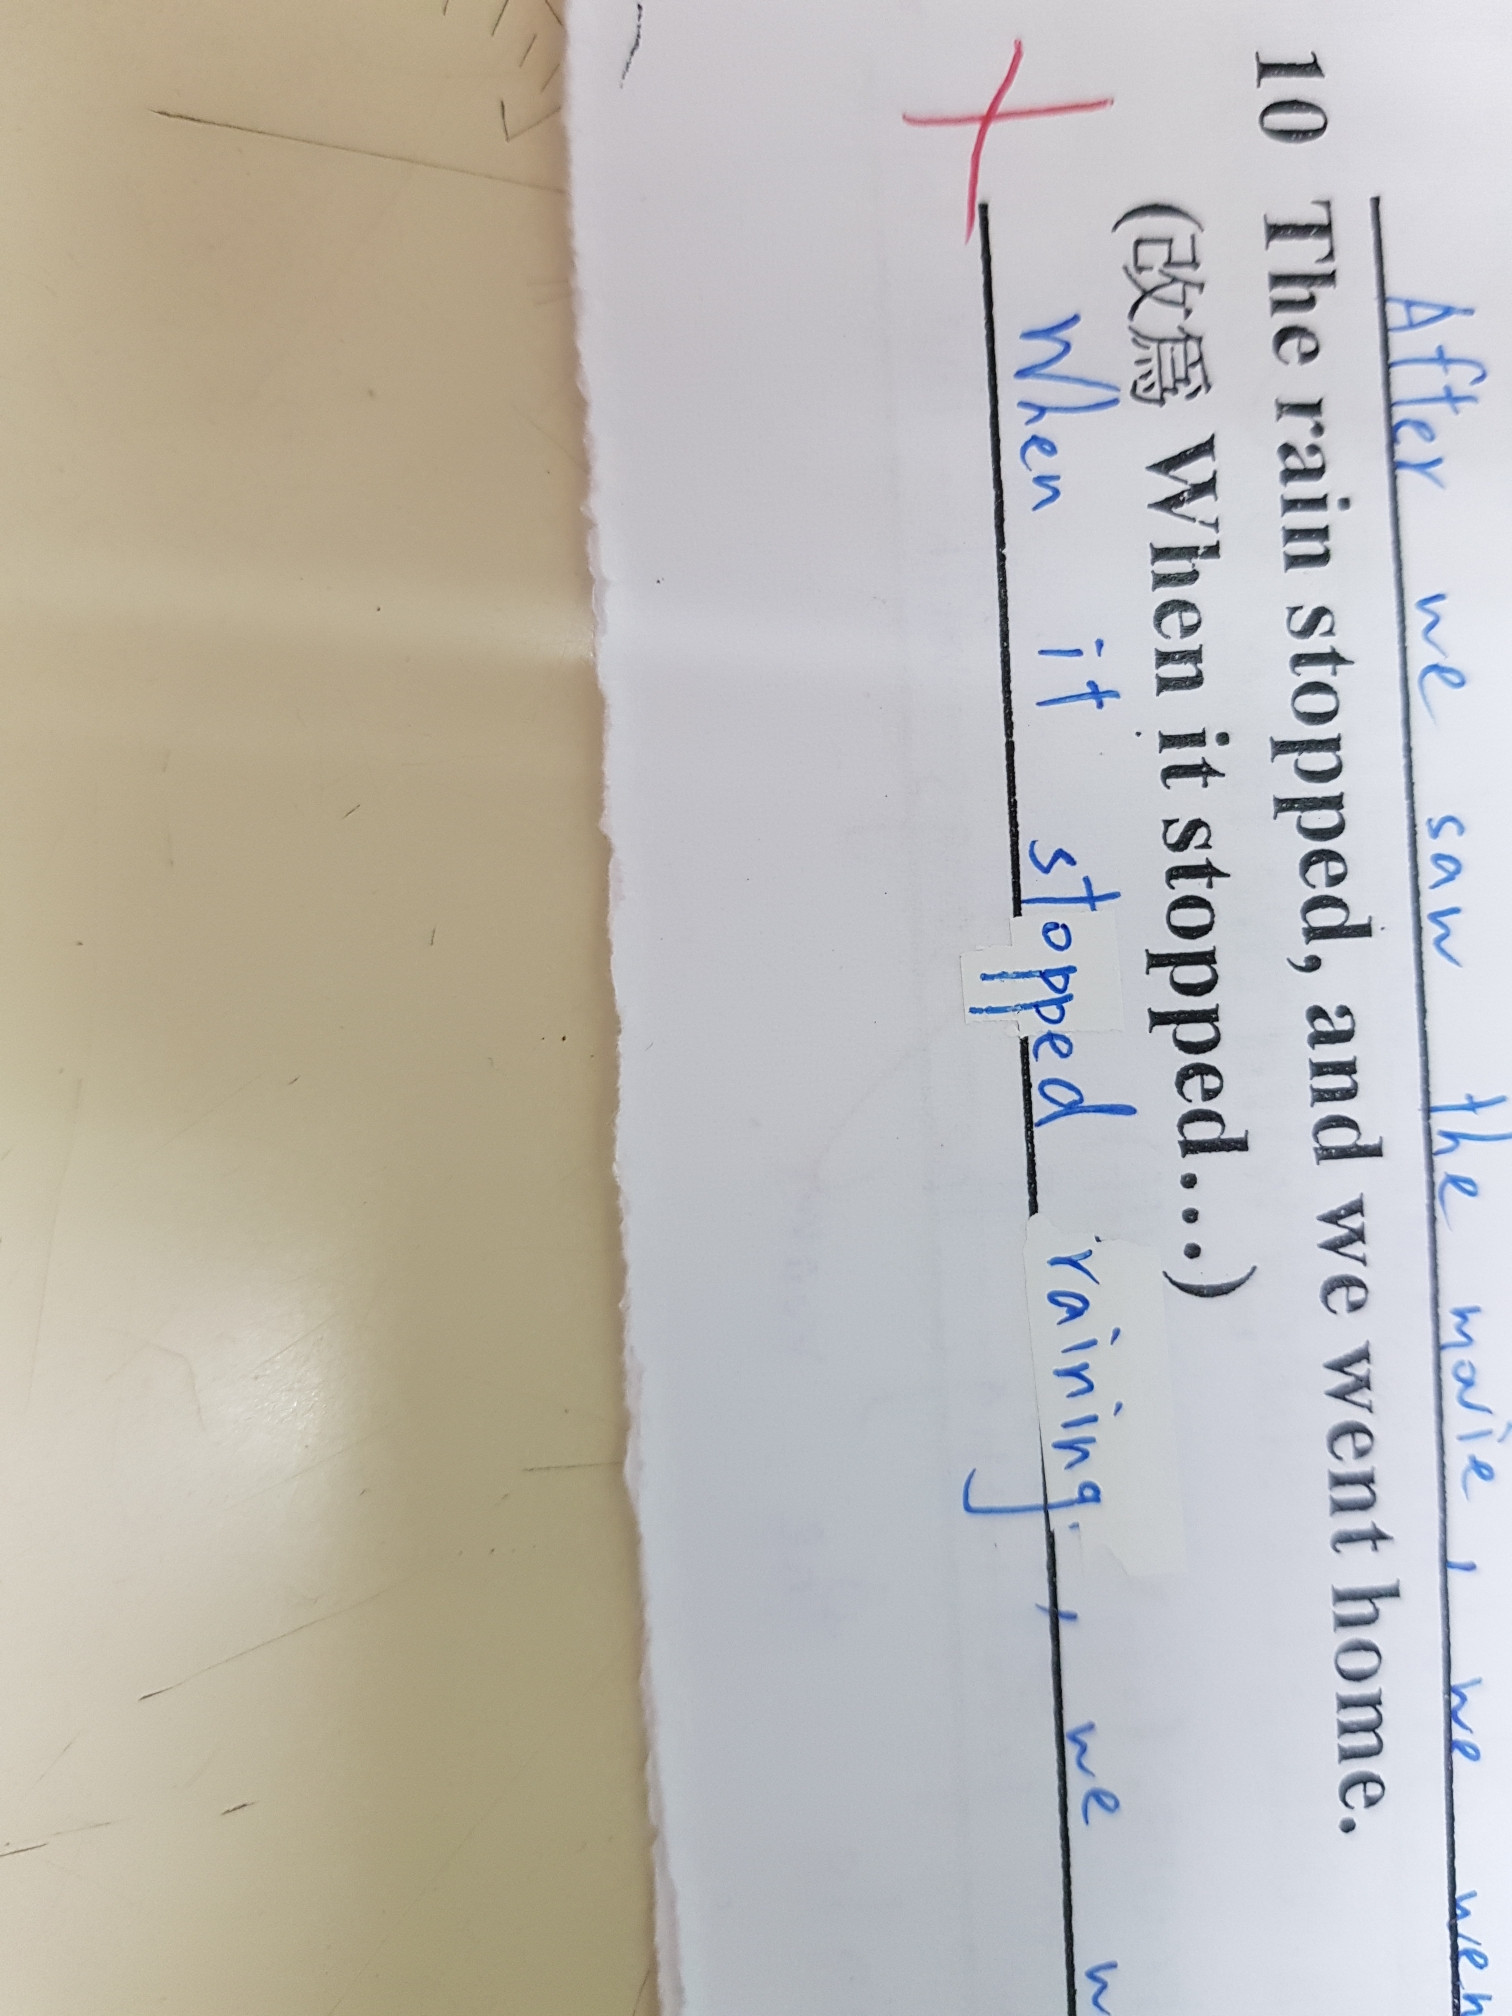 After we saw the movie, we
10 The rain stopped, and we went home.
(改爲 When it stopped…)
When it stopped raining, we